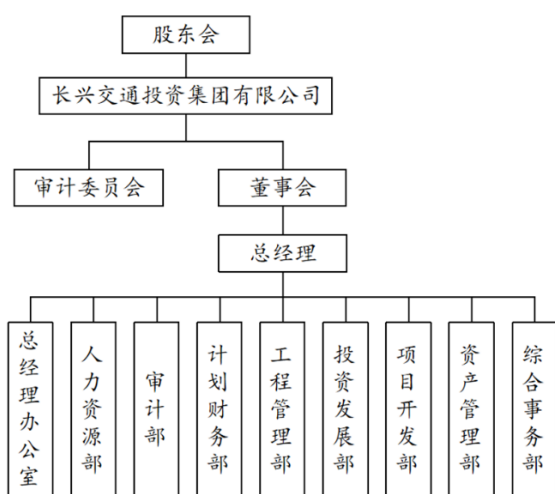 股东会
长兴交通投资集团有限公司
审计委员会
董事会
总经理
总经理办公室
人力资源部
审计部
计划财务部
工程管理部
投资发展部
项目开发部
资产管理部
综合事务部